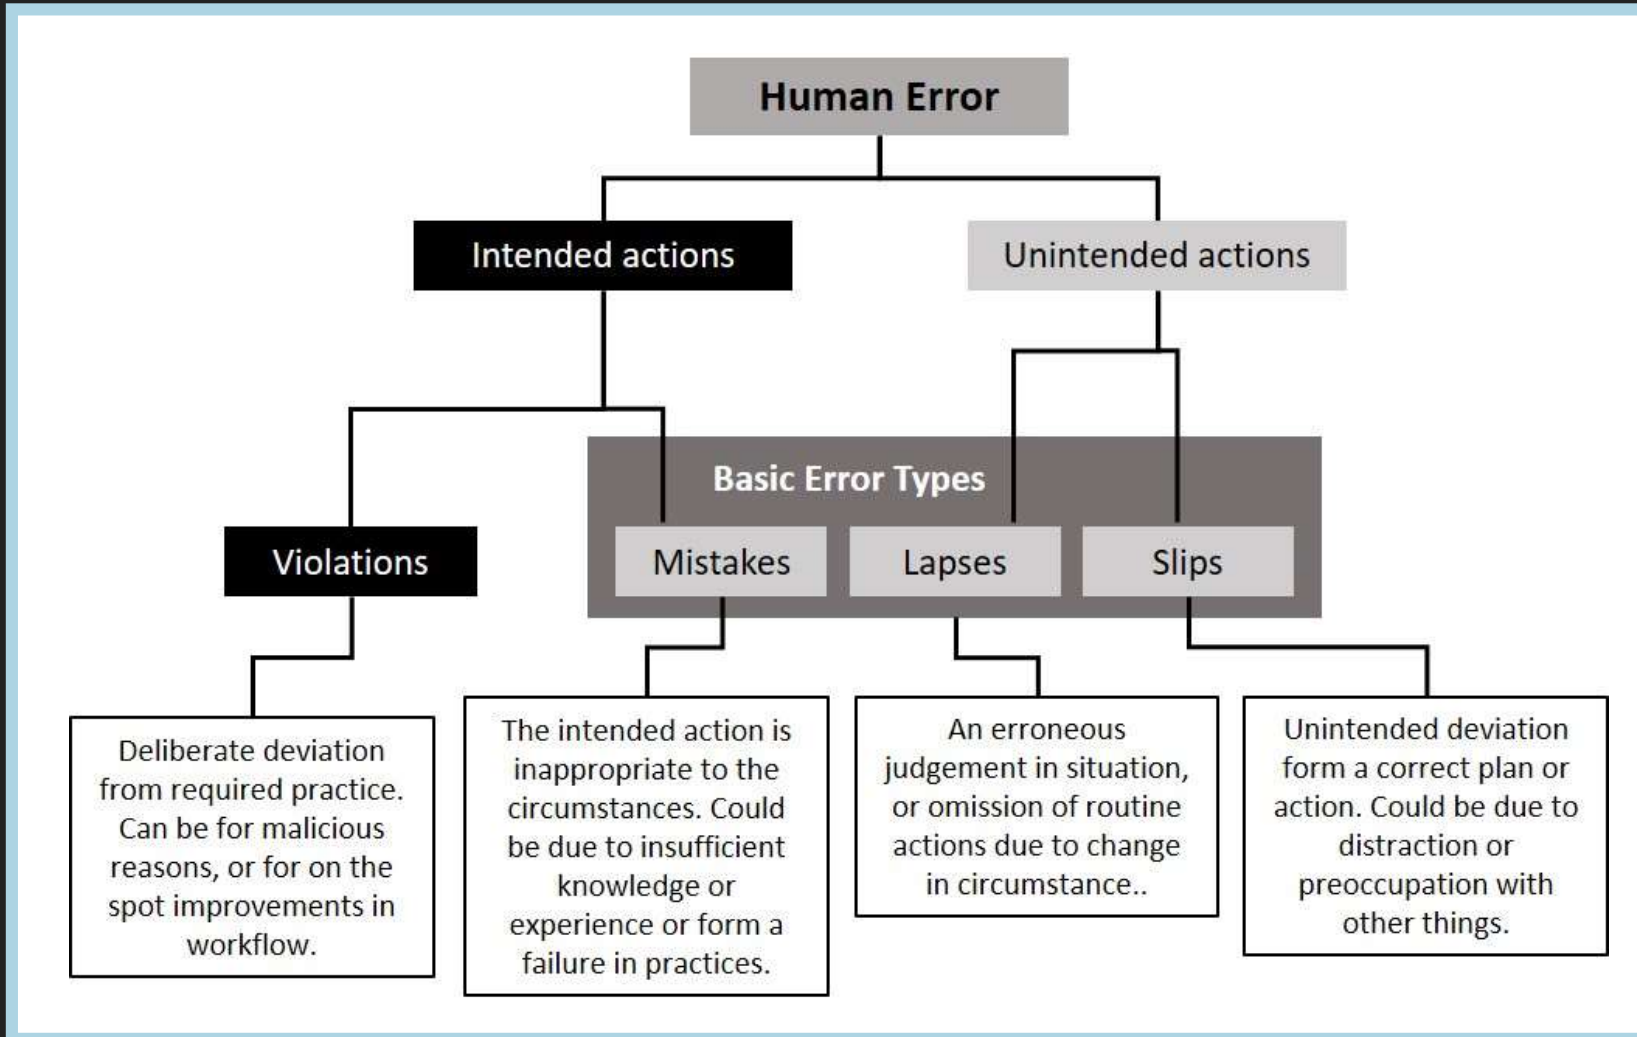 Human Error
Intended actions
Unintended actions
Basic Error Types
Violations
Mistakes
Lapses
Slips
Deliberate deviation
from required practice.
Can be for malicious
reasons, or for on the
spot improvements in
workflow.
The intended action is
inappropriate to the
circumstances. Could
be due to insufficient
knowledge or
experience or form a
failure in practices.
An erroneous
judgement in situation,
or omission of routine
actions due to change
in circumstance..
Unintended deviation
form a correct plan or
action. Could be due to
distraction or
preoccupation with
other things.